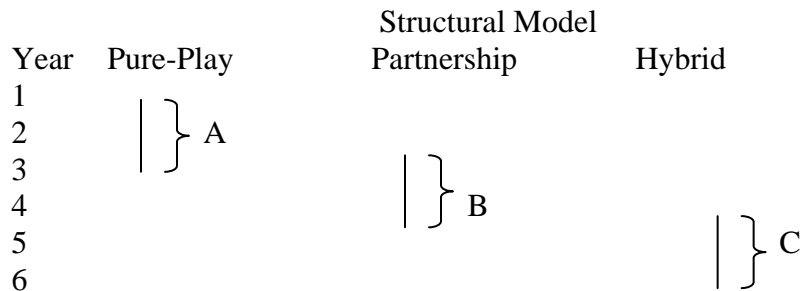 Structural Model
Year Pure-Play Partnership Hybrid
1
2 A
3
4 B
5 C
6